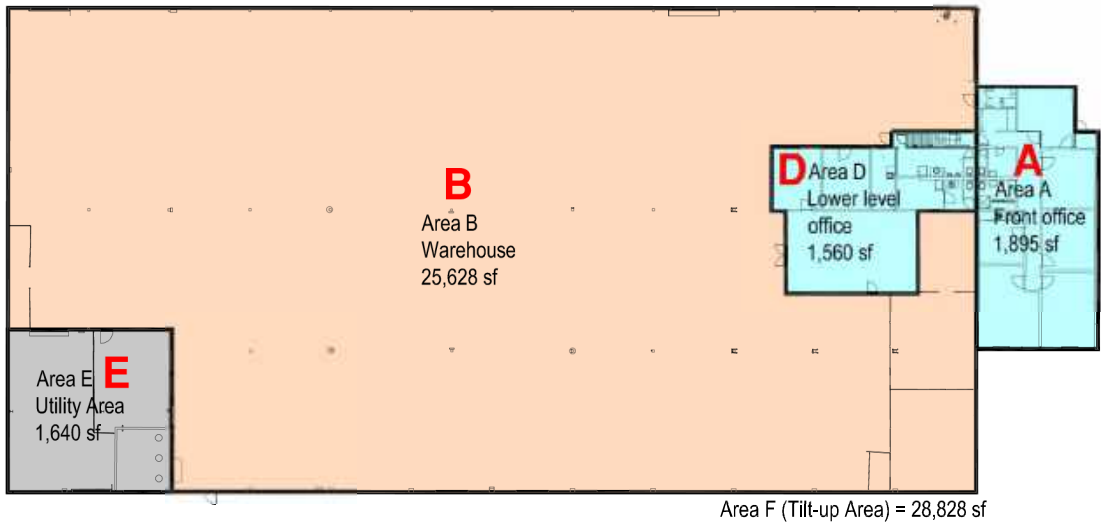 B
Area B
Warehouse
25,628 sf
D
Area D
Lower level
office
1,560 sf
A
Area A
Front office
1,895 sf
E
Area E
Utility Area
1,640 sf
Area F (Tilt-up Area) = 28,828 sf